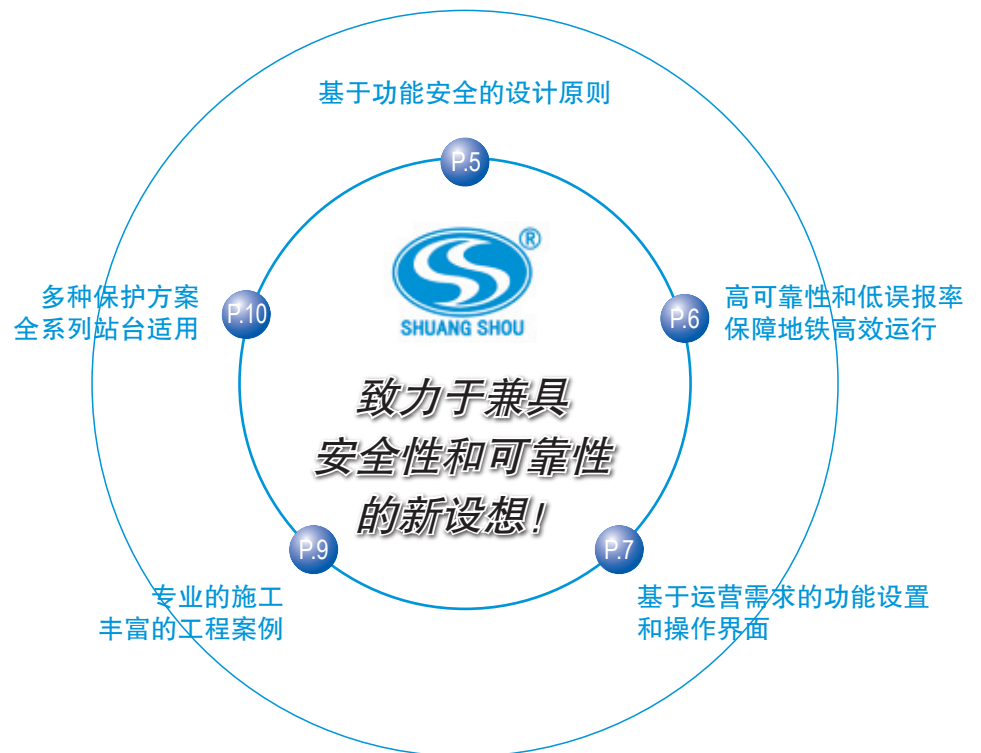 基于功能安全的设计原则
P.5
®
SHUANG SHOU
多种保护方案
全系列站台适用
P.10
P.6
高可靠性和低误报率
保障地铁高效运行
致力于兼具
安全性和可靠性
的新设想!
P.9
专业的施工
丰富的工程案例
P.7
基于运营需求的功能设置
和操作界面